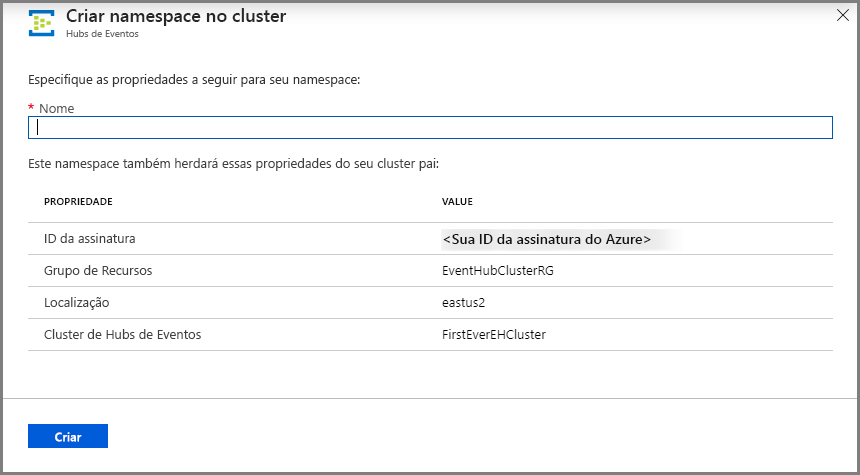 Criar namespace no cluster
Hubs de Eventos
Especifique as propriedades a seguir para seu namespace:
* Nome
Este namespace também herdará essas propriedades do seu cluster pai:
PROPRIEDADE VALUE
ID da assinatura <Sua ID da assinatura do Azure>
Grupo de Recursos EventHubClusterRG
Localização eastus2
Cluster de Hubs de Eventos FirstEverEHCluster
Criar